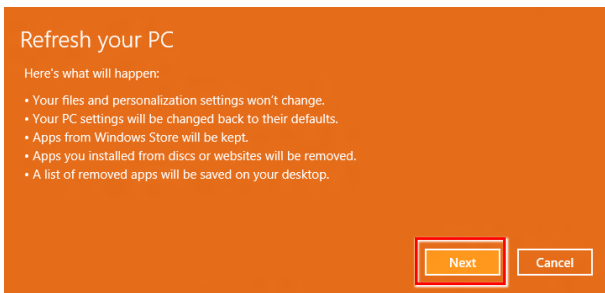 Refresh your PC
Here's what will happen:
• Your files and personalization settings won't change.
• Your PC settings will be changed back to their defaults.
• Apps from Windows Store will be kept.
• Apps you installed from discs or websites will be removed.
• A list of removed apps will be saved on your desktop.
Next Cancel